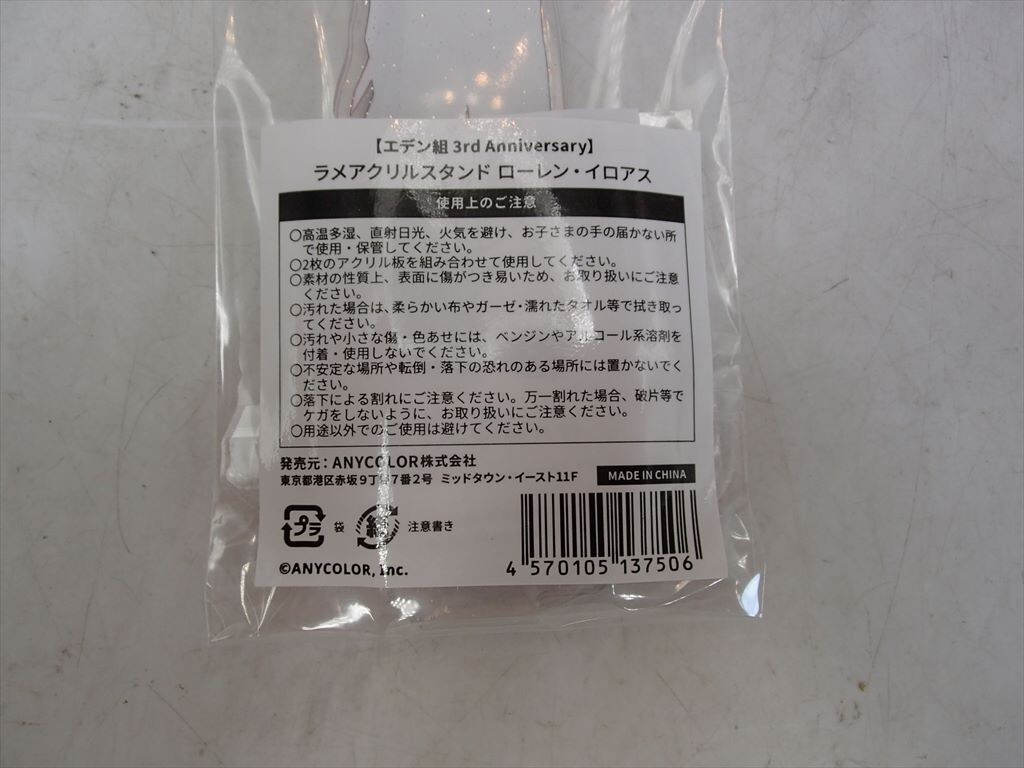 【エデン組 3rd Anniversary】
ラメアクリルスタンド ローレン・イロアス
使用上のご注意
○高温多湿、直射日光、火気を避け、お子さまの手の届かない所
で使用・保管してください。
○2枚のアクリル板を組み合わせて使用してください。
○素材の性質上、表面に傷がつき易いため、お取り扱いにご注意
ください。
○汚れた場合は、柔らかい布やガーゼ・濡れたタオル等で拭き取っ
てください。
○汚れや小さな傷・色あせには、ベンジンやアルコール系溶剤を
付着・使用しないでください。
○不安定な場所や転倒・落下の恐れのある場所には置かないでく
ださい。
○落下による割れにご注意ください。万一割れた場合、破片等で
ケガをしないように、お取り扱いにご注意ください。
○用途以外でのご使用は避けてください。
発売元：ANYCOLOR株式会社
東京都港区赤坂9丁目7番2号 ミッドタウン・イースト11F
MADE IN CHINA
プラ 袋 紙 注意書き
©ANYCOLOR, Inc.
4 570105 137506